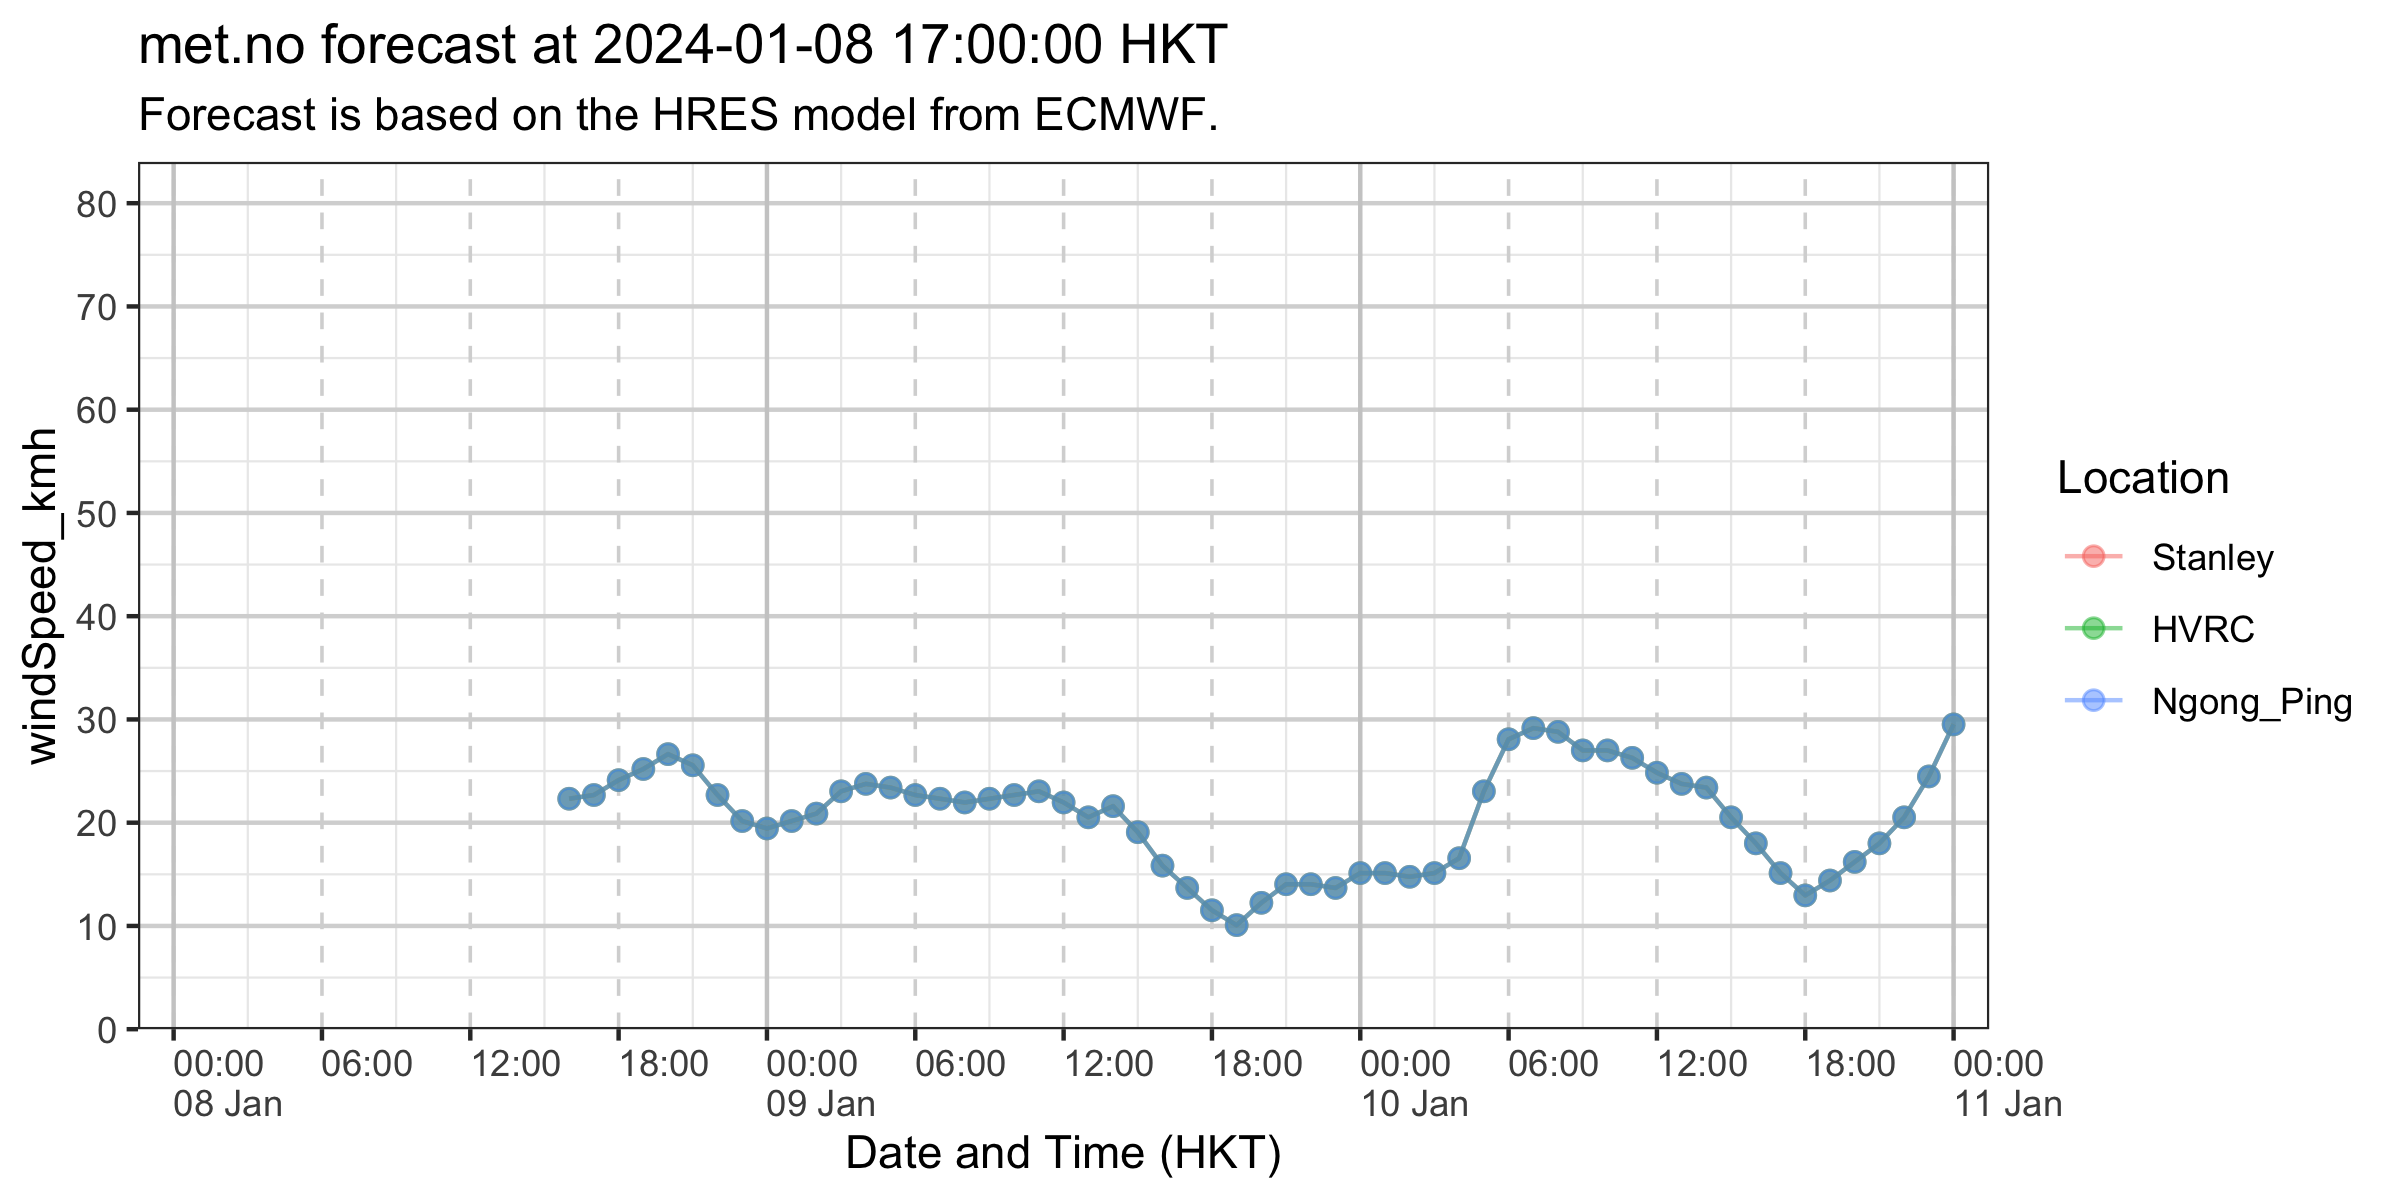 met.no forecast at 2024-01-08 17:00:00 HKT
Forecast is based on the HRES model from ECMWF.
windSpeed_kmh
80
70
60
50
40
30
20
10
0
00:00 06:00 12:00 18:00 00:00 06:00 12:00 18:00 00:00 06:00 12:00 18:00 00:00
08 Jan 09 Jan 10 Jan 11 Jan
Date and Time (HKT)
Location
Stanley
HVRC
Ngong_Ping